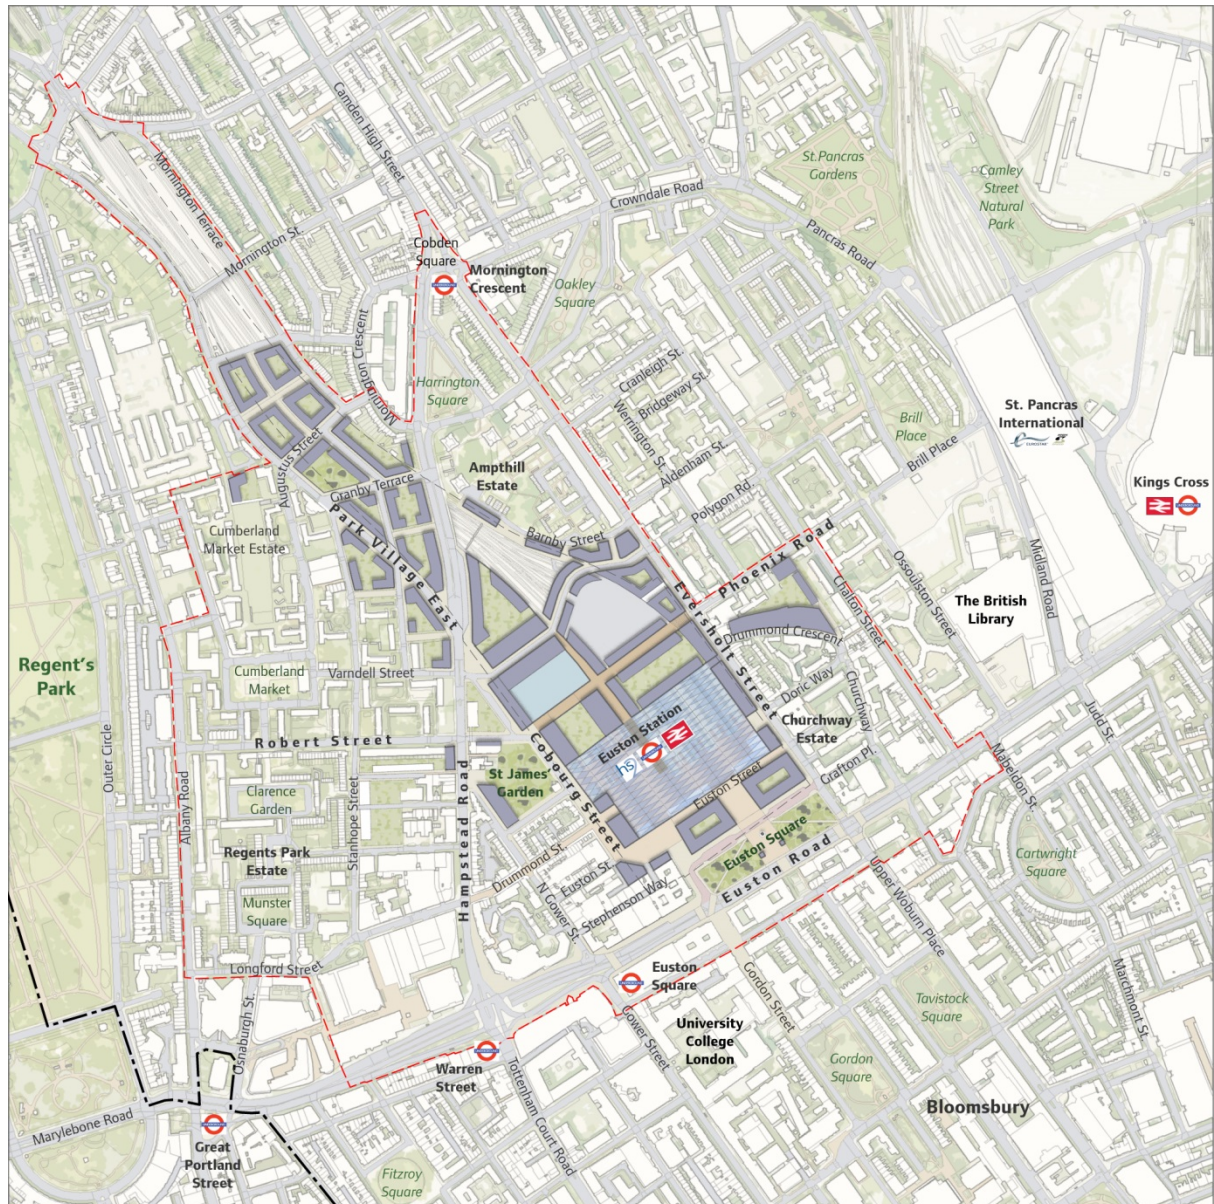 Camden High Street
Mornington Terrace
Mornington St.
St.Pancras
Gardens
Camley
Street
Natural
Park
Crowndale Road
Pancras Road
Cobden
Square
Mornington
Crescent
Oakley
Square
Mornington Crescent
Harrington
Square
Cranleigh St.
Bridgeway St.
Werrington St.
Aldenham St.
Polygon Rd.
Brill
Place
Brill Place
St. Pancras
International
Kings Cross
Augustus Street
Granby Terrace
Ampthill
Estate
Barnby Street
Cumberland
Market Estate
Park Village East
Phoenix Road
Eversholt Street
Chalton Street
Ossoulston Street
Midland Road
The British
Library
Drummond Crescent
Doric Way
Churchway
Churchway
Estate
Grafton Pl.
Judd St.
Mabeldon St.
Regent's
Park
Outer Circle
Albany Road
Cumberland
Market
Varndell Street
Robert Street
Clarence
Garden
Stanhope Street
Hampstead Road
St James'
Garden
Cobourg Street
Euston Station
hs2
Euston Street
Euston Square
Euston Road
Regents Park
Estate
Munster
Square
Drummond St.
Euston St.
Stephenson Way
N Gower St.
Longford Street
Osnaburgh St.
Upper Woburn Place
Cartwright
Square
Marchmont St.
Euston
Square
Gordon Street
Gower Street
University
College
London
Tavistock
Square
Gordon
Square
Bloomsbury
Warren
Street
Tottenham Court Road
Marylebone Road
Great
Portland
Street
Fitzroy
Square